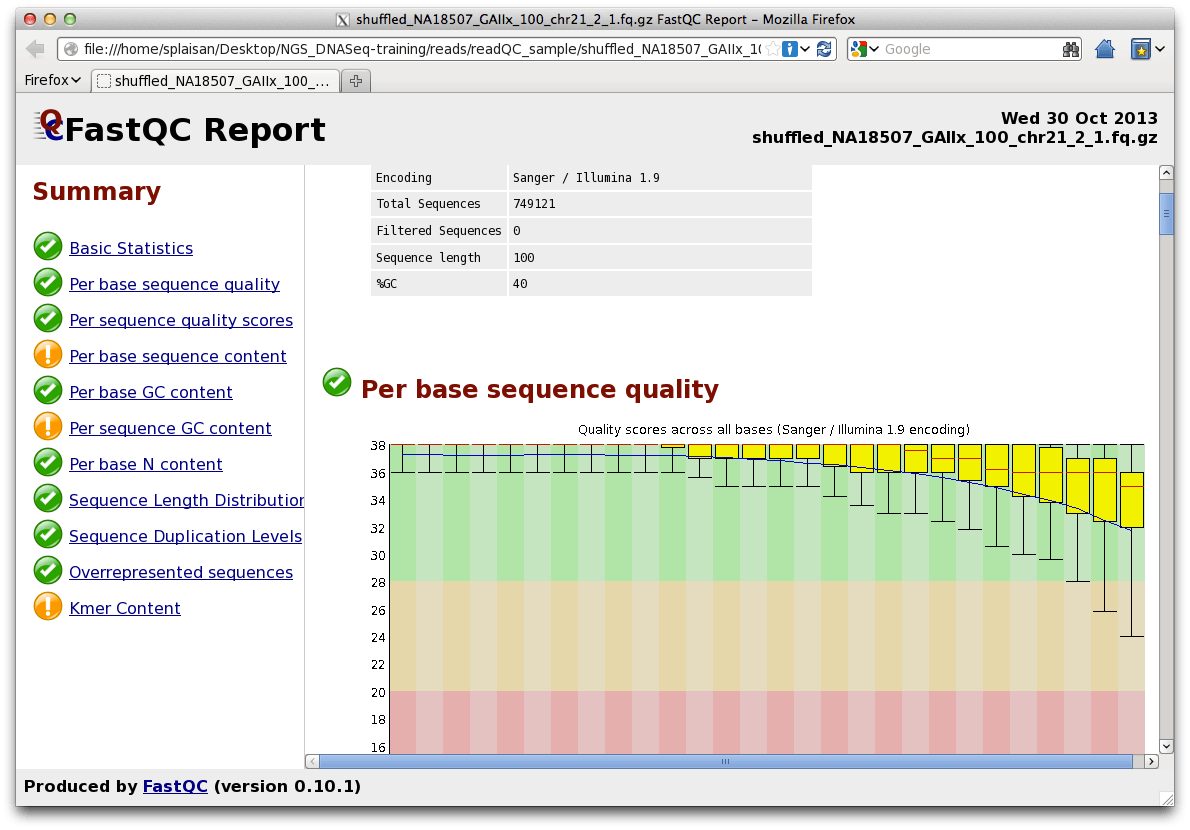 shuffled_NA18507_GAIIx_100_chr21_2_1.fq.gz FastQC Report – Mozilla Firefox
file:///home/splaisan/Desktop/NGS_DNASeq-training/reads/readQC_sample/shuffled_NA18507_GAIIx_10
Google
Firefox
shuffled_NA18507_GAIIx_100_...
FastQC Report
Wed 30 Oct 2013
shuffled_NA18507_GAIIx_100_chr21_2_1.fq.gz
Summary
Basic Statistics
Per base sequence quality
Per sequence quality scores
Per base sequence content
Per base GC content
Per sequence GC content
Per base N content
Sequence Length Distribution
Sequence Duplication Levels
Overrepresented sequences
Kmer Content
Encoding Sanger / Illumina 1.9
Total Sequences 749121
Filtered Sequences 0
Sequence length 100
%GC 40
Per base sequence quality
Quality scores across all bases (Sanger / Illumina 1.9 encoding)
38
36
34
32
30
28
26
24
22
20
18
16
Produced by FastQC (version 0.10.1)